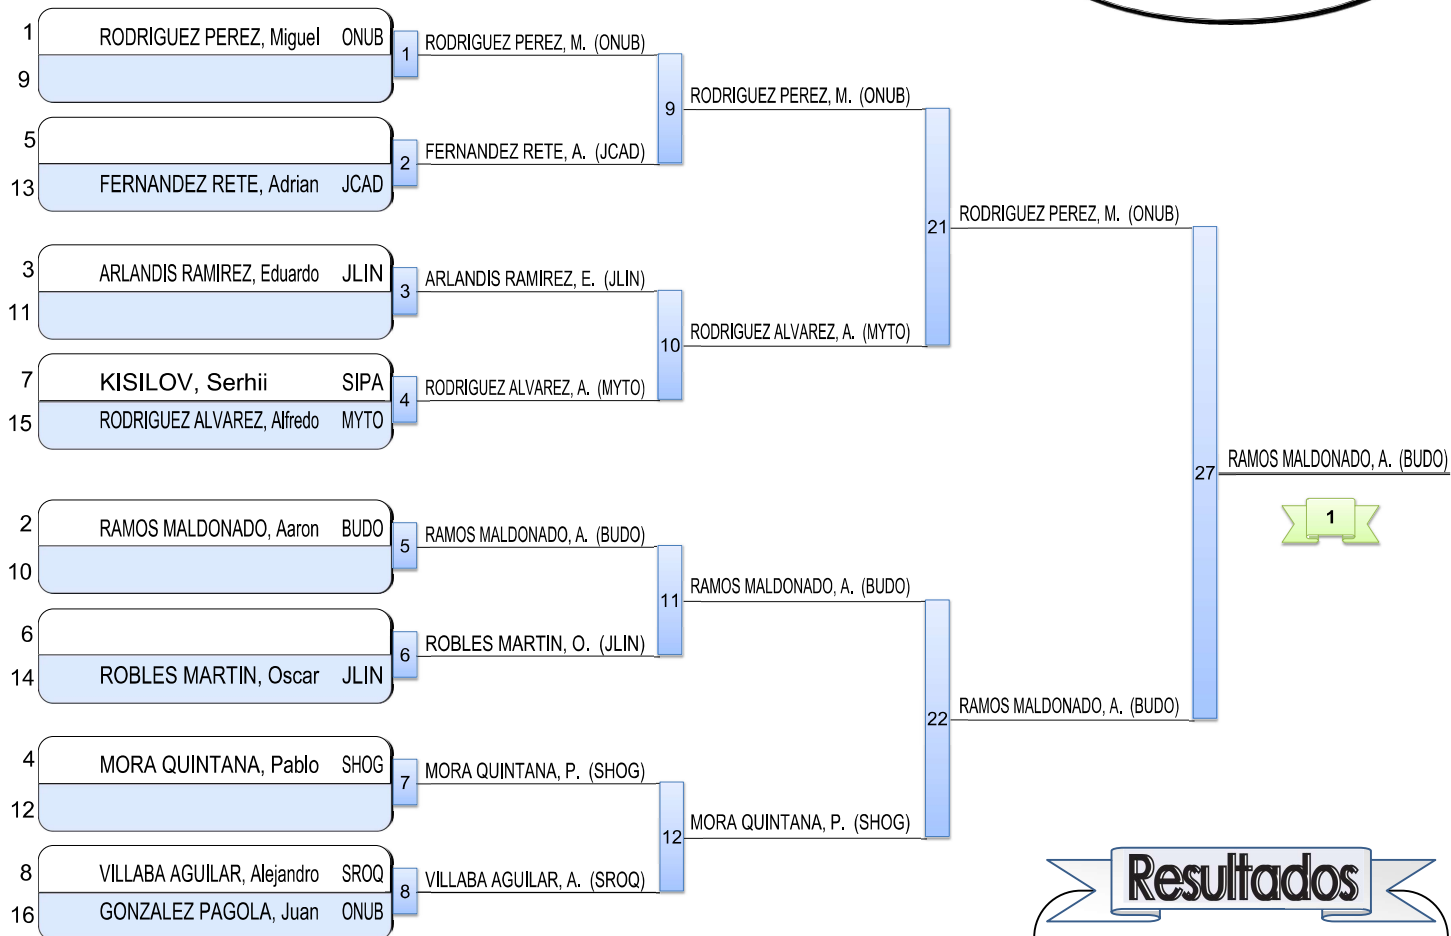 1 RODRIGUEZ PEREZ, Miguel ONUB
9
1
RODRIGUEZ PEREZ, M. (ONUB)
5
13 FERNANDEZ RETE, Adrian JCAD
2
FERNANDEZ RETE, A. (JCAD)
9
RODRIGUEZ PEREZ, M. (ONUB)
3 ARLANDIS RAMIREZ, Eduardo JLIN
11
3
ARLANDIS RAMIREZ, E. (JLIN)
7 KISILOV, Serhii SIPA
15 RODRIGUEZ ALVAREZ, Alfredo MYTO
4
RODRIGUEZ ALVAREZ, A. (MYTO)
10
RODRIGUEZ ALVAREZ, A. (MYTO)
21
RODRIGUEZ PEREZ, M. (ONUB)
2 RAMOS MALDONADO, Aaron BUDO
10
5
RAMOS MALDONADO, A. (BUDO)
6
14 ROBLES MARTIN, Oscar JLIN
6
ROBLES MARTIN, O. (JLIN)
11
RAMOS MALDONADO, A. (BUDO)
4 MORA QUINTANA, Pablo SHOG
12
7
MORA QUINTANA, P. (SHOG)
8 VILLABA AGUILAR, Alejandro SROQ
16 GONZALEZ PAGOLA, Juan ONUB
8
VILLABA AGUILAR, A. (SROQ)
12
MORA QUINTANA, P. (SHOG)
22
RAMOS MALDONADO, A. (BUDO)
27
RAMOS MALDONADO, A. (BUDO)
1
Resultados